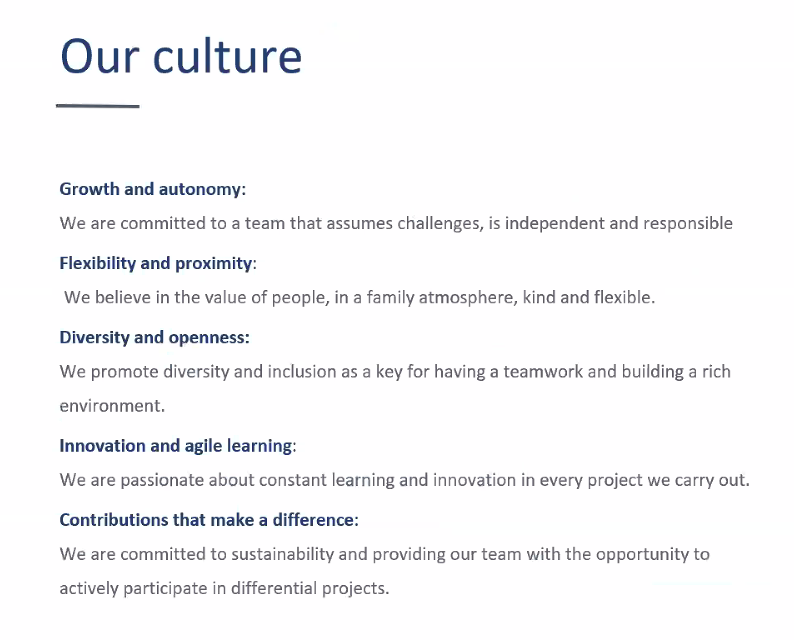 Our culture
Growth and autonomy:
We are committed to a team that assumes challenges, is independent and responsible
Flexibility and proximity:
We believe in the value of people, in a family atmosphere, kind and flexible.
Diversity and openness:
We promote diversity and inclusion as a key for having a teamwork and building a rich
environment.
Innovation and agile learning:
We are passionate about constant learning and innovation in every project we carry out.
Contributions that make a difference:
We are committed to sustainability and providing our team with the opportunity to
actively participate in differential projects.